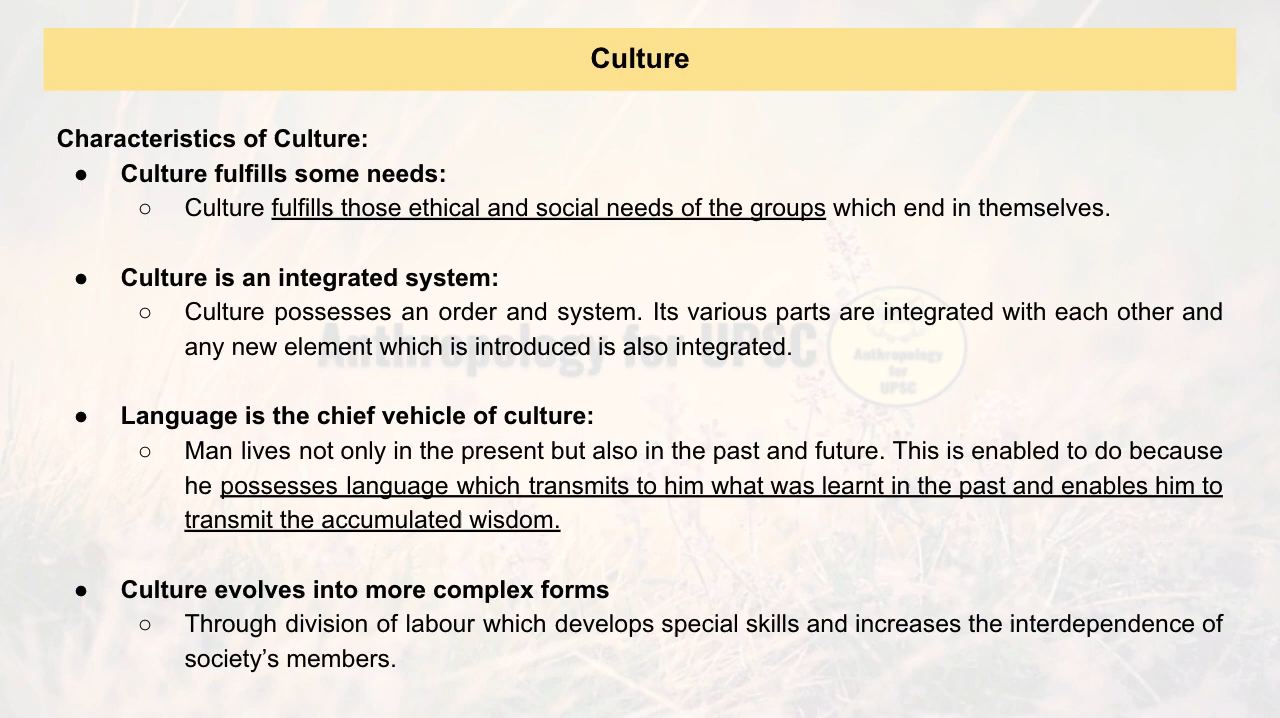 Culture
Characteristics of Culture:
● Culture fulfills some needs:
○ Culture fulfills those ethical and social needs of the groups which end in themselves.
● Culture is an integrated system:
○ Culture possesses an order and system. Its various parts are integrated with each other and
any new element which is introduced is also integrated.
Anthropology for UPSC
Anthropology
for
UPSC
● Language is the chief vehicle of culture:
○ Man lives not only in the present but also in the past and future. This is enabled to do because
he possesses language which transmits to him what was learnt in the past and enables him to
transmit the accumulated wisdom.
● Culture evolves into more complex forms
○ Through division of labour which develops special skills and increases the interdependence of
society’s members.